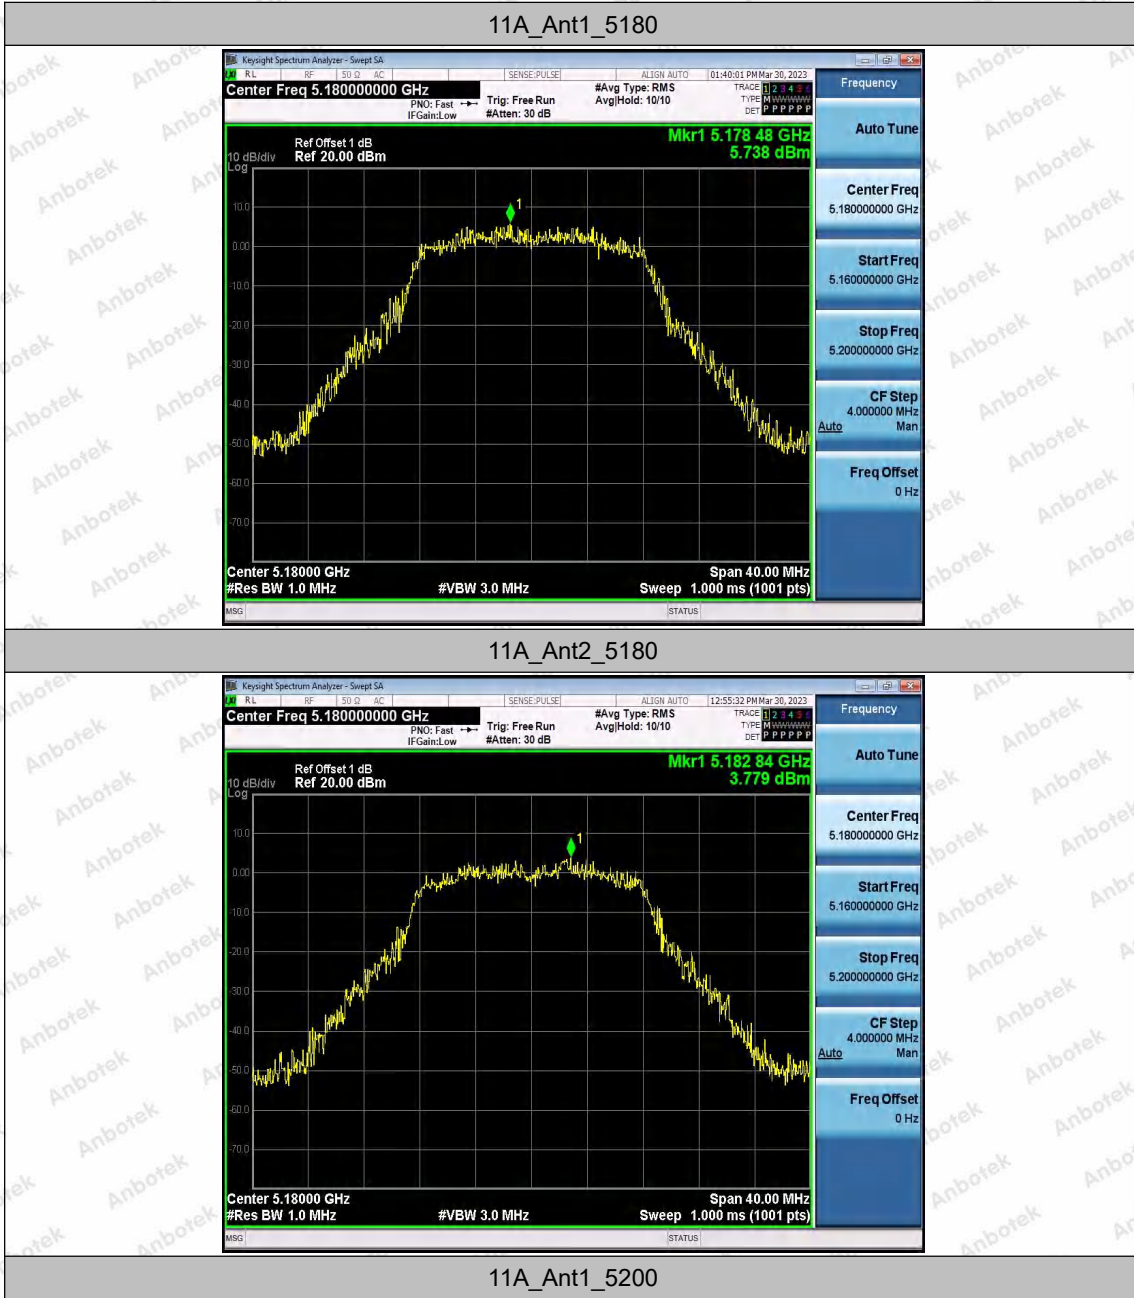 11A_Ant1_5180
Keysight Spectrum Analyzer - Swept SA
LXI RL RF 50 Ω AC SENSE:PULSE ALIGN AUTO 01:40:01 PM Mar 30, 2023
Center Freq 5.180000000 GHz
PNO: Fast
IFGain:Low
Trig: Free Run
#Atten: 30 dB
#Avg Type: RMS
Avg|Hold: 10/10
TRACE 1 2 3 4 5 6
TYPE M W W W W W
DET P P P P P P
Frequency
Auto Tune
Center Freq
5.180000000 GHz
Start Freq
5.160000000 GHz
Stop Freq
5.200000000 GHz
CF Step
4.000000 MHz
Auto Man
Freq Offset
0 Hz
Mkr1 5.178 48 GHz
5.738 dBm
Ref Offset 1 dB
10 dB/div Ref 20.00 dBm
Log
10.0
0.00
-10.0
-20.0
-30.0
-40.0
-50.0
-60.0
-70.0
1
Center 5.18000 GHz Span 40.00 MHz
#Res BW 1.0 MHz #VBW 3.0 MHz Sweep 1.000 ms (1001 pts)
MSG STATUS
11A_Ant2_5180
Keysight Spectrum Analyzer - Swept SA
LXI RL RF 50 Ω AC SENSE:PULSE ALIGN AUTO 12:55:32 PM Mar 30, 2023
Center Freq 5.180000000 GHz
PNO: Fast
IFGain:Low
Trig: Free Run
#Atten: 30 dB
#Avg Type: RMS
Avg|Hold: 10/10
TRACE 1 2 3 4 5 6
TYPE M W W W W W
DET P P P P P P
Frequency
Auto Tune
Center Freq
5.180000000 GHz
Start Freq
5.160000000 GHz
Stop Freq
5.200000000 GHz
CF Step
4.000000 MHz
Auto Man
Freq Offset
0 Hz
Mkr1 5.182 84 GHz
3.779 dBm
Ref Offset 1 dB
10 dB/div Ref 20.00 dBm
Log
10.0
0.00
-10.0
-20.0
-30.0
-40.0
-50.0
-60.0
-70.0
1
Center 5.18000 GHz Span 40.00 MHz
#Res BW 1.0 MHz #VBW 3.0 MHz Sweep 1.000 ms (1001 pts)
MSG STATUS
11A_Ant1_5200
Anbotek